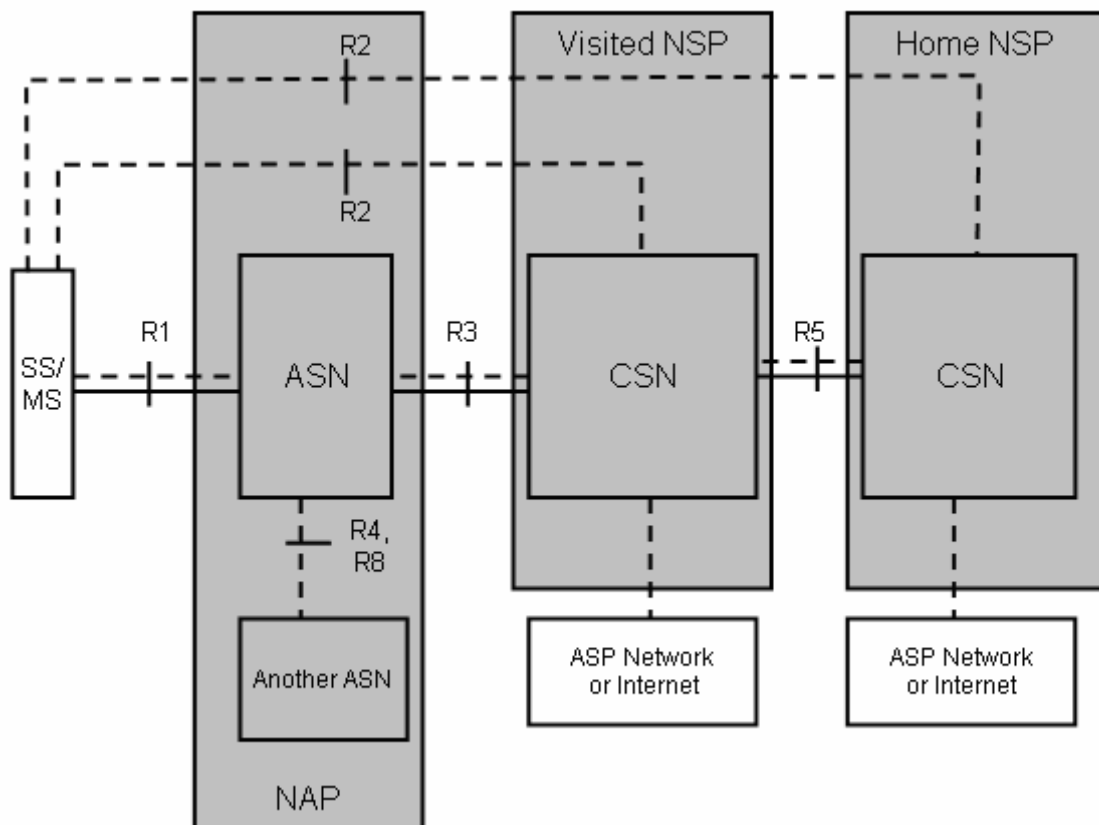 R2
Visited NSP
Home NSP
R2
R1
R3
R5
SS/
MS
ASN
CSN
CSN
R4,
R8
Another ASN
ASP Network
or Internet
ASP Network
or Internet
NAP